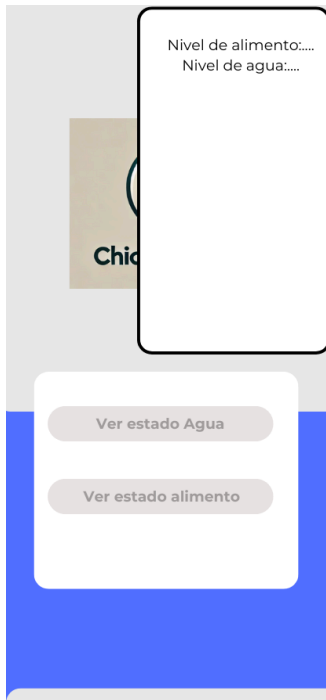 Nivel de alimento:....
Nivel de agua:....
Chic
Ver estado Agua
Ver estado alimento